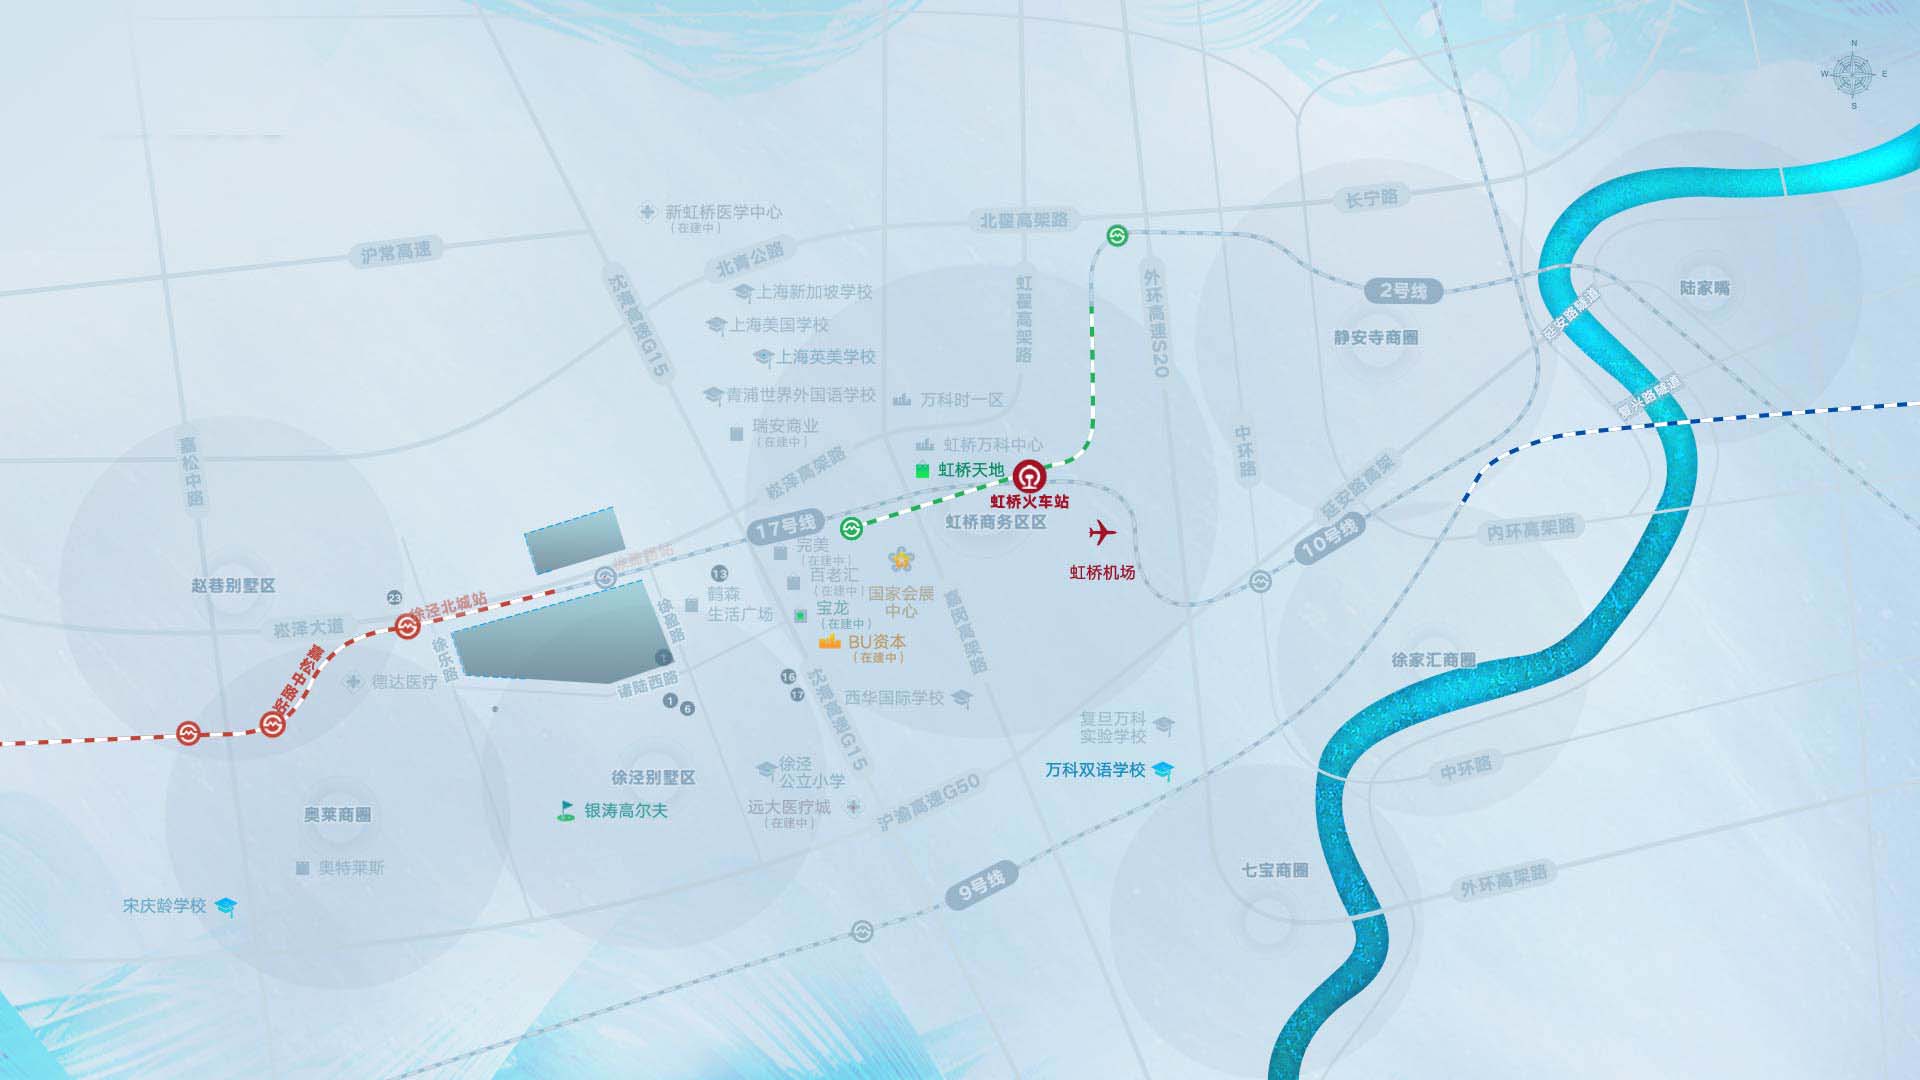 N
W
E
S
长宁路
新虹桥医学中心
(在建中)
北翟高架路
沪常高速
北青公路
虹翟高架路
外环高速S20
沈海高速G15
上海新加坡学校
2号线
陆家嘴
延安路隧道
上海美国学校
静安寺商圈
上海英美学校
青浦世界外国语学校
万科时一区
复兴路隧道
瑞安商业
(在建中)
虹桥万科中心
中环路
嘉松中路
崧泽高架路
虹桥天地
延安路高架
虹桥火车站
17号线
虹桥商务区区
内环高架路
10号线
完美
(在建中)
百老汇
(在建中)
虹桥机场
赵巷别墅区
13
鹤森
生活广场
国家会展
中心
23
徐泾北城站
徐盈路
宝龙
(在建中)
嘉闵高架路
崧泽大道
徐乐路
BU资本
(在建中)
嘉松中路站
1
徐家汇商圈
德达医疗
诸陆西路
16
17
沈海高速G15
西华国际学校
1
6
复旦万科
实验学校
徐泾别墅区
徐泾
公立小学
万科双语学校
中环路
银涛高尔夫
远大医疗城
(在建中)
沪渝高速G50
奥莱商圈
奥特莱斯
七宝商圈
外环高架路
9号线
宋庆龄学校